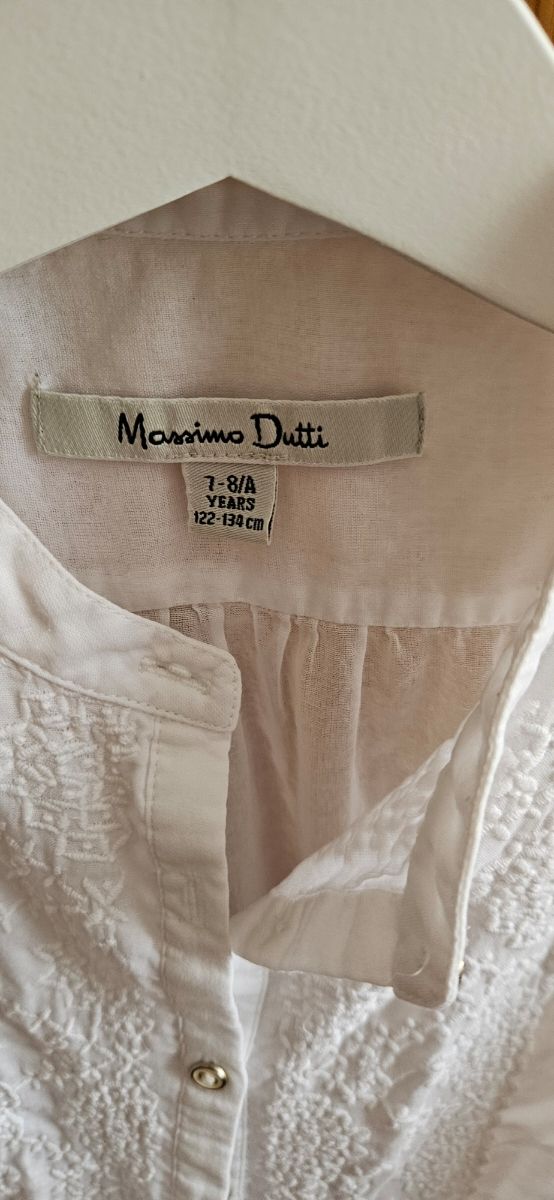 Massimo Dutti
7-8/A
YEARS
122-134 cm